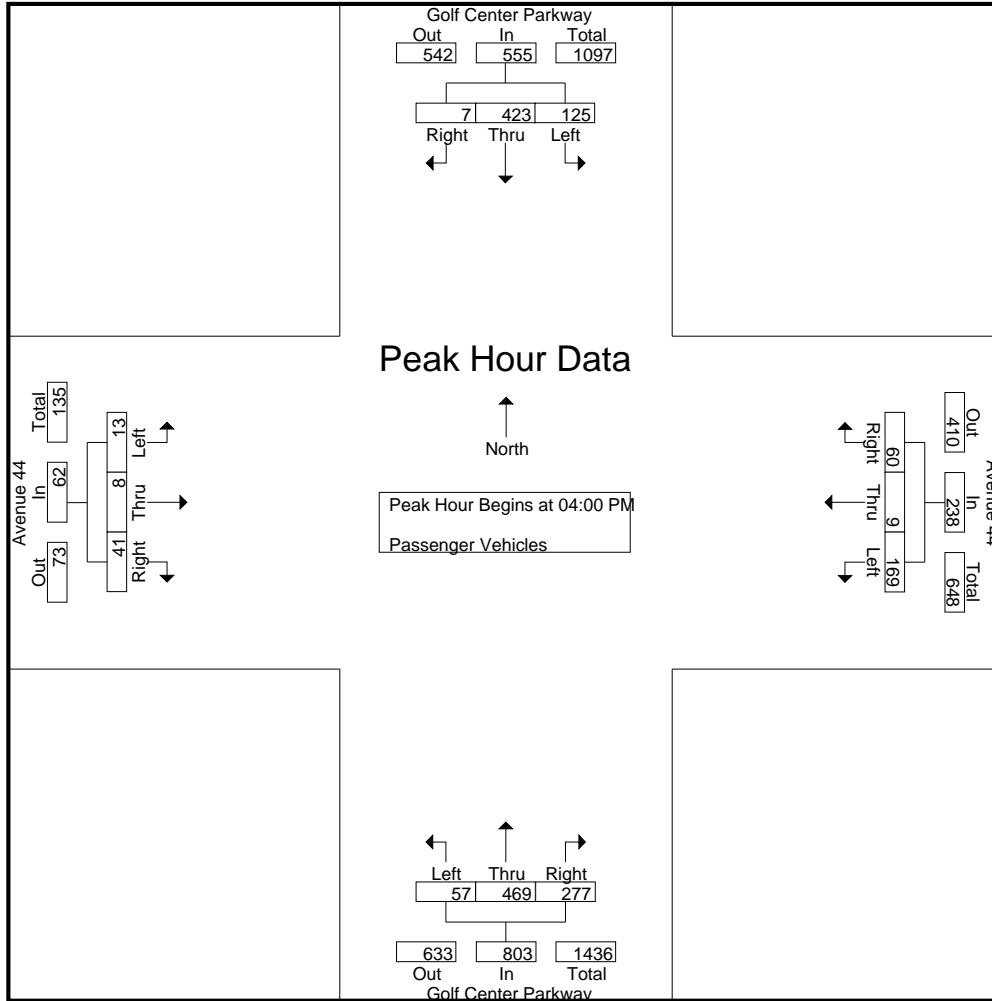 Golf Center Parkway
Out In Total
542 555 1097
7 423 125
Right Thru Left
Peak Hour Data
North
Peak Hour Begins at 04:00 PM
Passenger Vehicles
Avenue 44
Total In Out
135 62 73
13 8 41
Left Thru Right
Avenue 44
Out In Total
410 238 648
60 9 169
Right Thru Left
Left Thru Right
57 469 277
633 803 1436
Out In Total
Golf Center Parkway